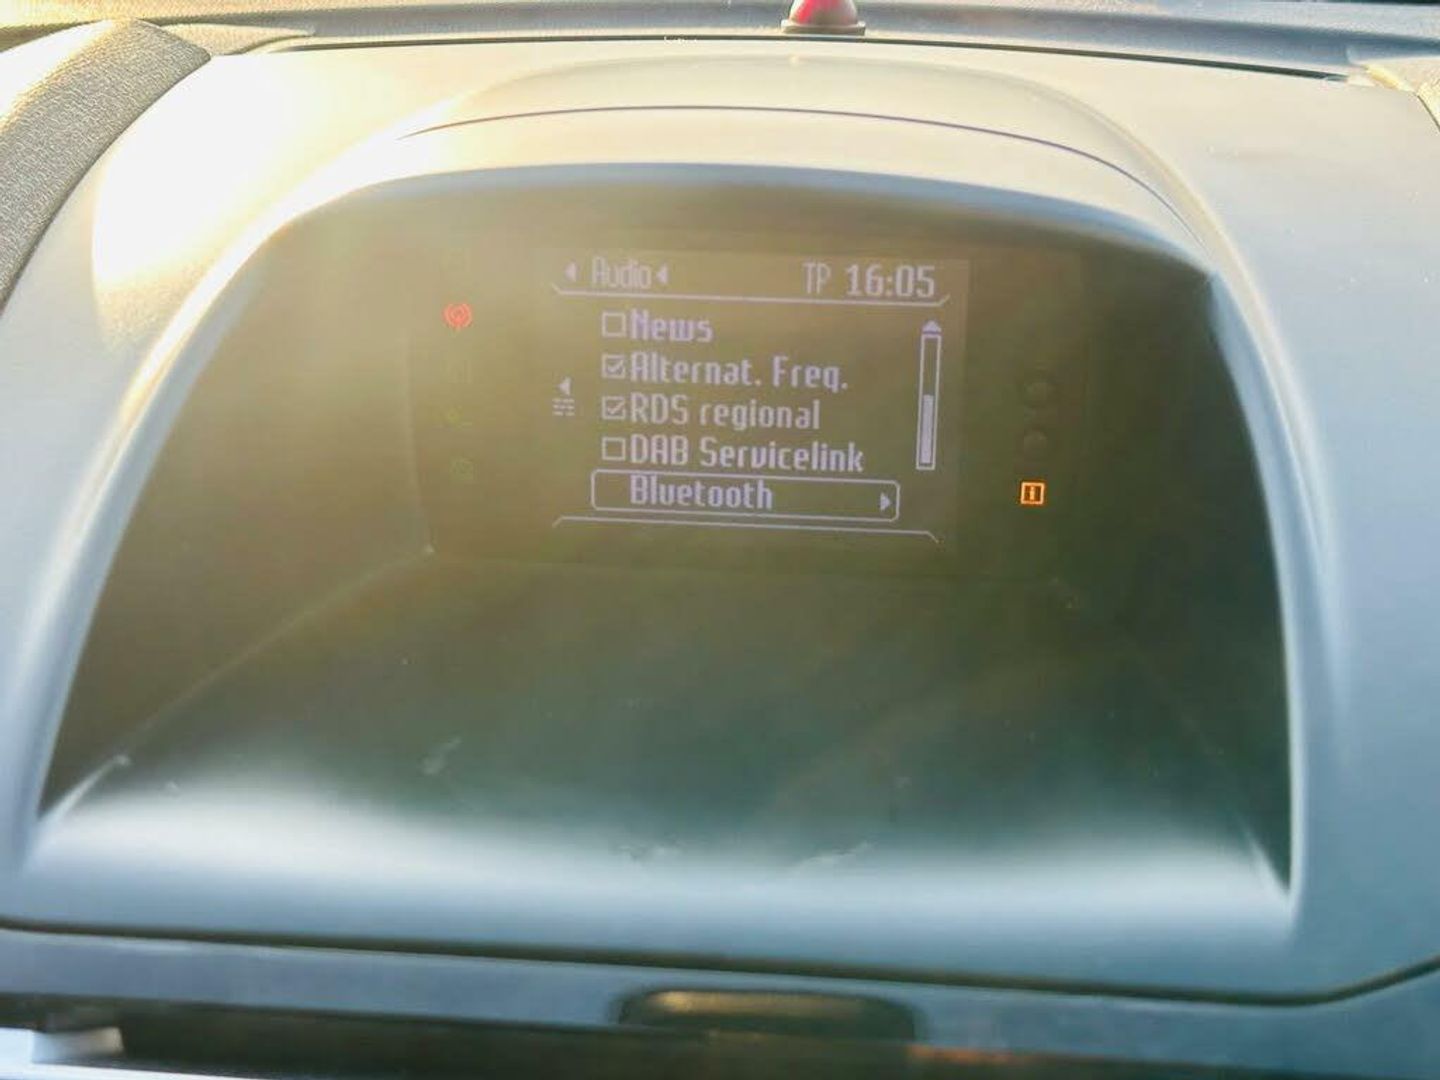 Audio TP 16:05
News
Alternat. Freq.
RDS regional
DAB Servicelink
Bluetooth